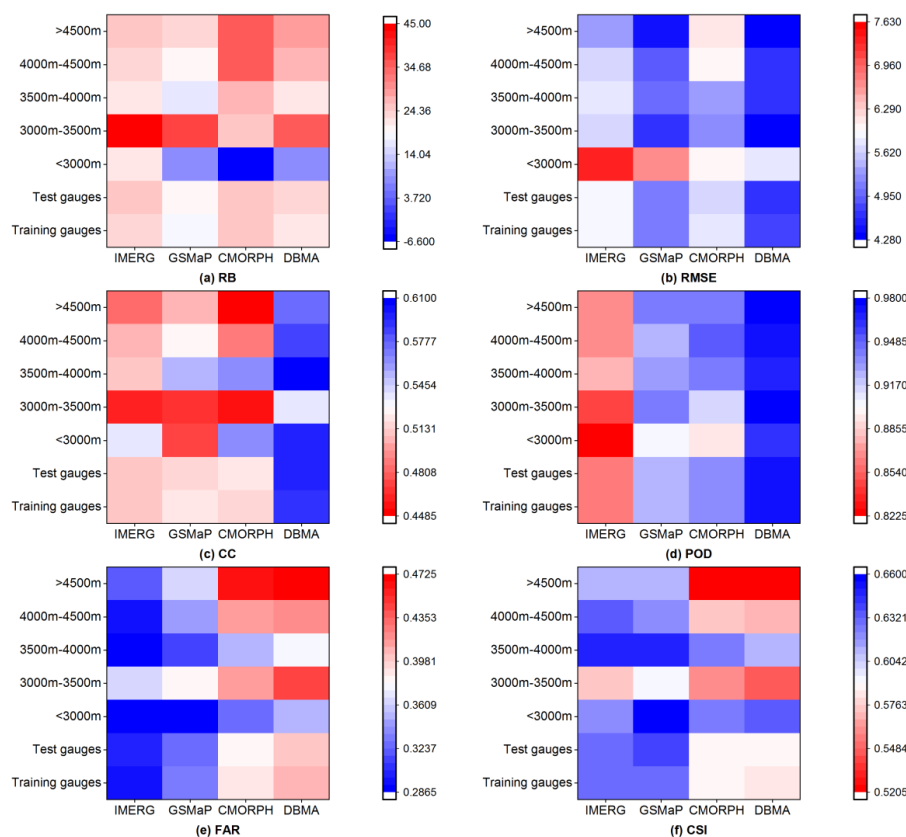 >4500m
4000m-4500m
3500m-4000m
3000m-3500m
<3000m
Test gauges
Training gauges
IMERG GSMaP CMORPH DBMA
(a) RB
45.00
34.68
24.36
14.04
3.720
-6.600
>4500m
4000m-4500m
3500m-4000m
3000m-3500m
<3000m
Test gauges
Training gauges
IMERG GSMaP CMORPH DBMA
(b) RMSE
7.630
6.960
6.290
5.620
4.950
4.280
>4500m
4000m-4500m
3500m-4000m
3000m-3500m
<3000m
Test gauges
Training gauges
IMERG GSMaP CMORPH DBMA
(c) CC
0.6100
0.5777
0.5454
0.5131
0.4808
0.4485
>4500m
4000m-4500m
3500m-4000m
3000m-3500m
<3000m
Test gauges
Training gauges
IMERG GSMaP CMORPH DBMA
(d) POD
0.9800
0.9485
0.9170
0.8855
0.8540
0.8225
>4500m
4000m-4500m
3500m-4000m
3000m-3500m
<3000m
Test gauges
Training gauges
IMERG GSMaP CMORPH DBMA
(e) FAR
0.4725
0.4353
0.3981
0.3609
0.3237
0.2865
>4500m
4000m-4500m
3500m-4000m
3000m-3500m
<3000m
Test gauges
Training gauges
IMERG GSMaP CMORPH DBMA
(f) CSI
0.6600
0.6321
0.6042
0.5763
0.5484
0.5205